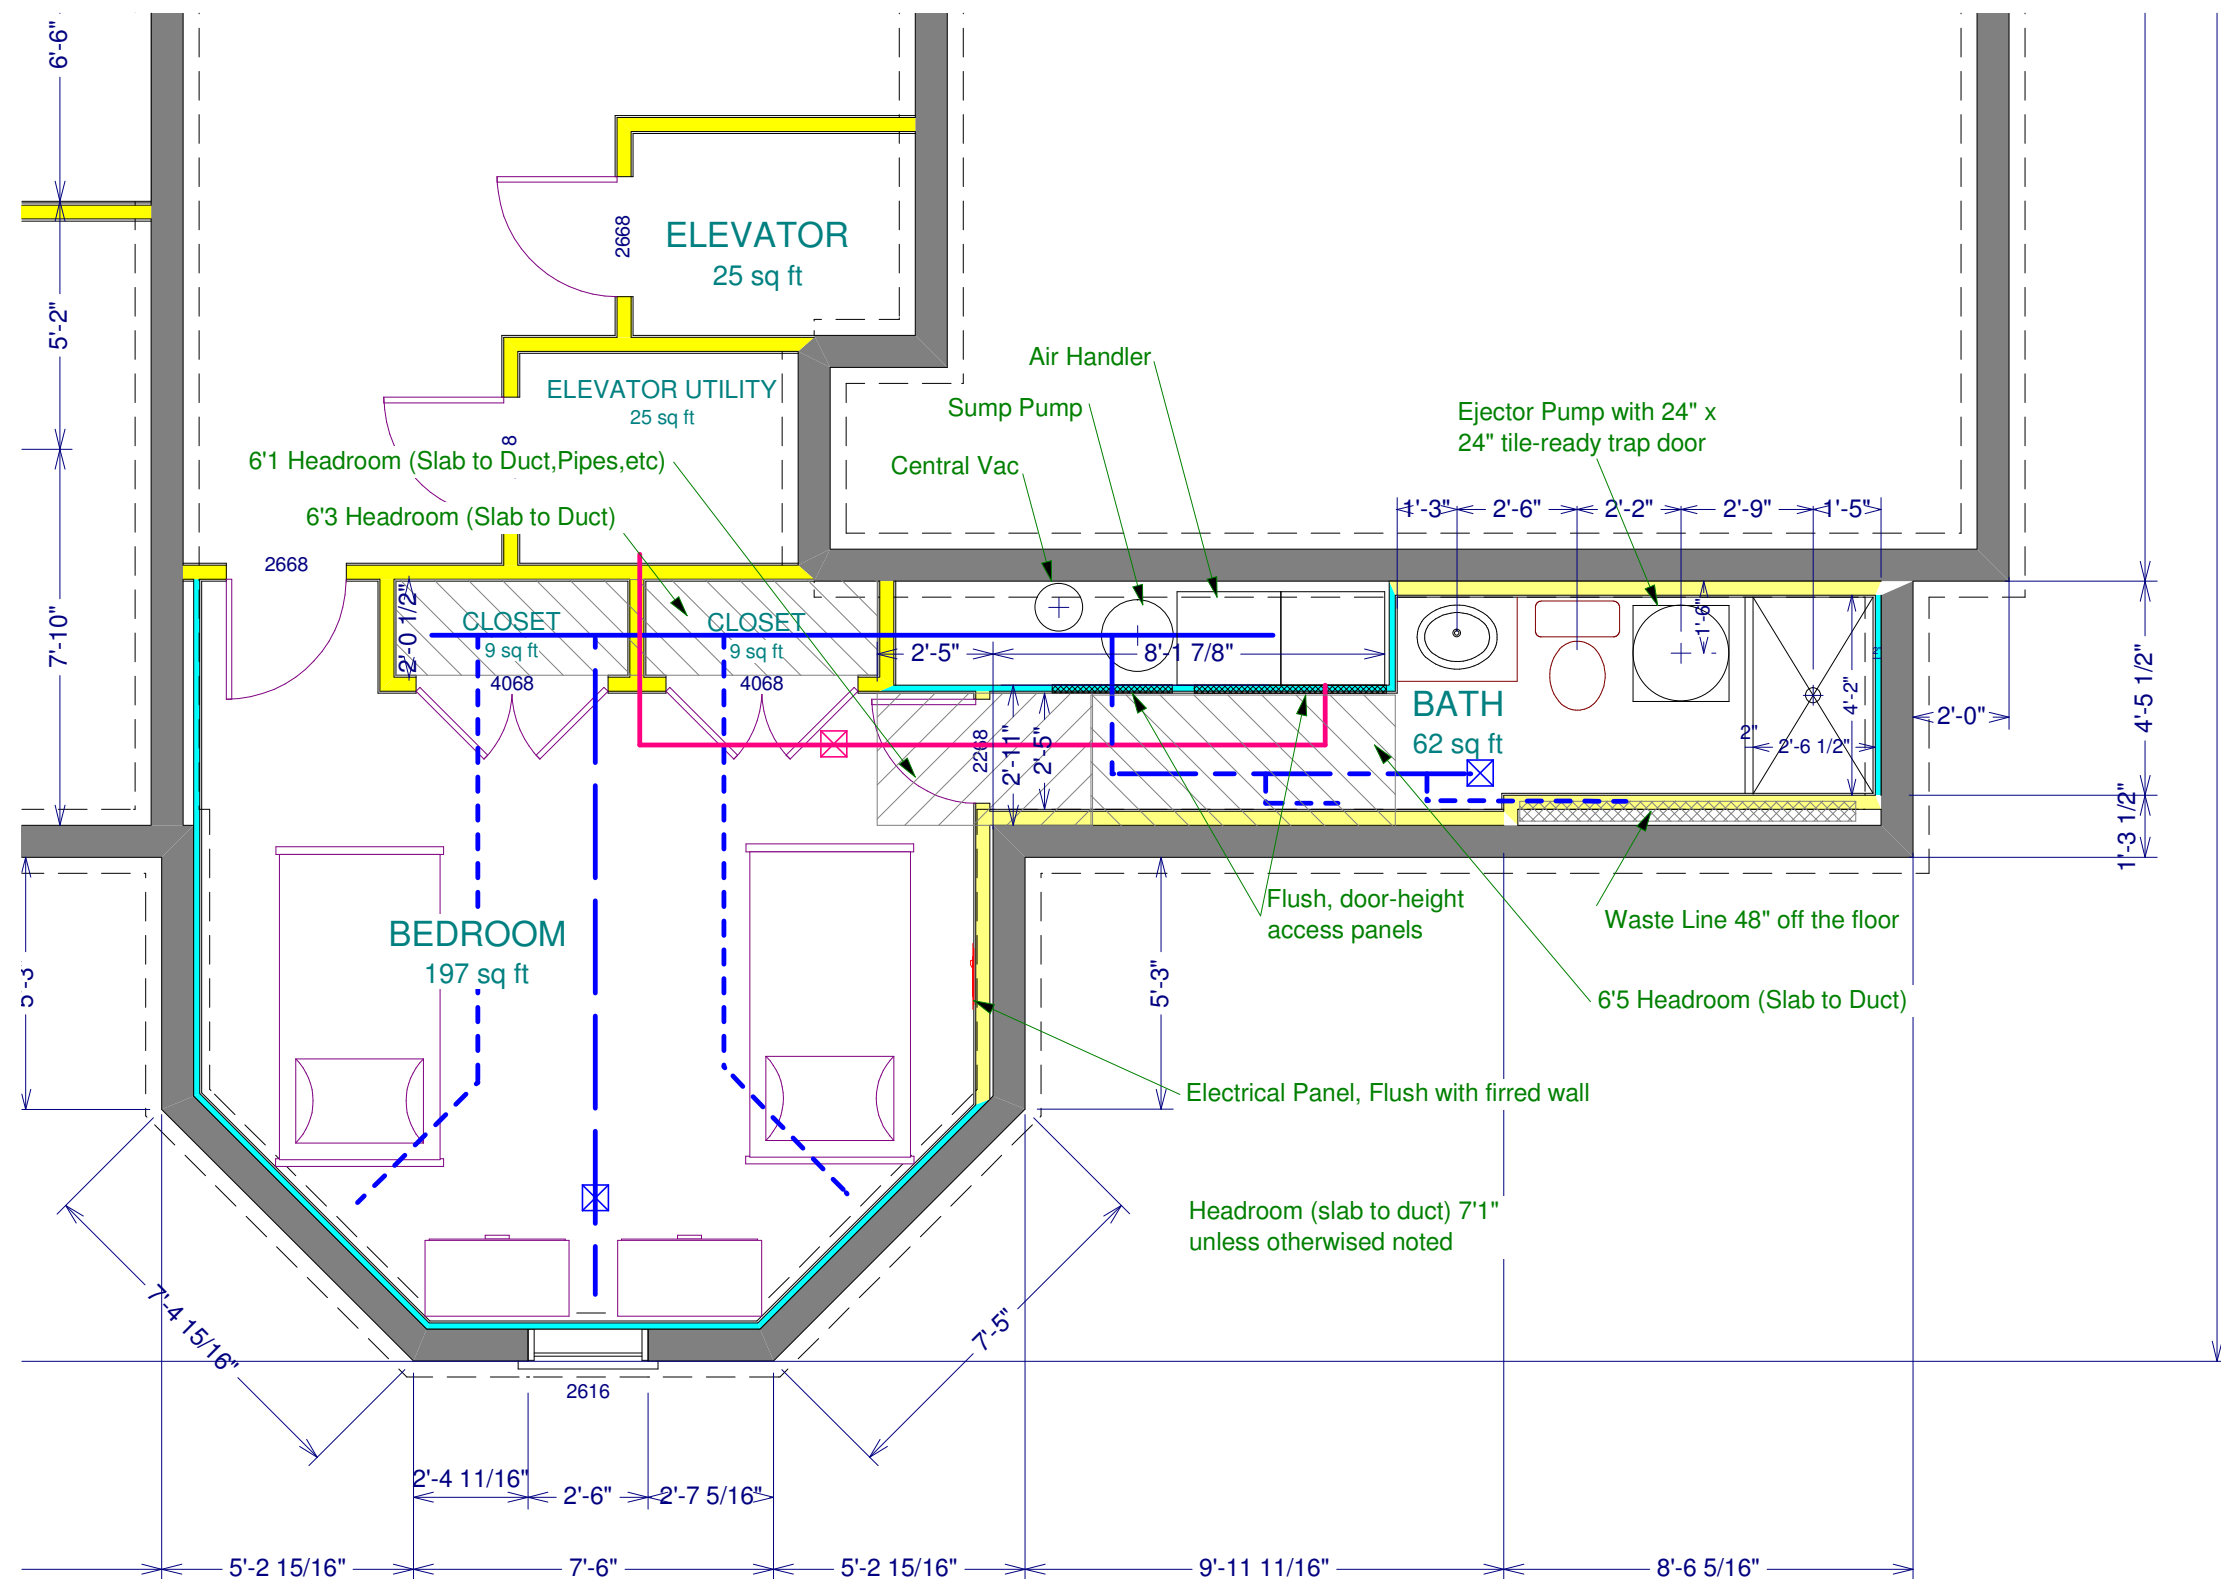 6'-6"
2668
ELEVATOR
25 sq ft
5'-2"
Air Handler
ELEVATOR UTILITY
25 sq ft
Sump Pump
Ejector Pump with 24" x
24" tile-ready trap door
8
6'1 Headroom (Slab to Duct,Pipes,etc)
Central Vac
6'3 Headroom (Slab to Duct)
1'-3"
2'-6"
2'-2"
2'-9"
1'-5"
2668
7'-10"
2'-0 1/2"
CLOSET
9 sq ft
CLOSET
9 sq ft
2'-5"
8'-1 7/8"
1'-6"
4068
4068
BATH
62 sq ft
2268
2'-11"
2'-5"
4'-2"
2"
2'-6 1/2"
2'-0"
4'-5 1/2"
1'-3 1/2"
Flush, door-height
access panels
Waste Line 48" off the floor
BEDROOM
197 sq ft
5'-3"
5'-3"
6'5 Headroom (Slab to Duct)
Electrical Panel, Flush with firred wall
Headroom (slab to duct) 7'1"
unless otherwised noted
7'-4 15/16"
7'-5"
2616
2'-4 11/16"
2'-6"
2'-7 5/16"
5'-2 15/16"
7'-6"
5'-2 15/16"
9'-11 11/16"
8'-6 5/16"